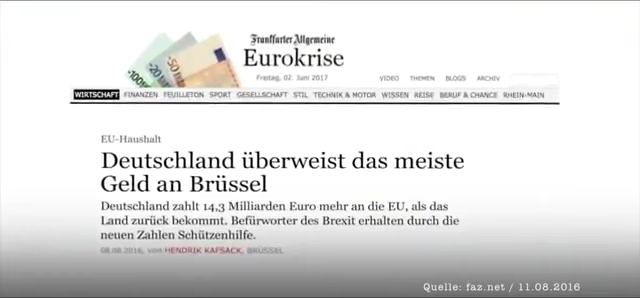 -100
-20
-50
Frankfurter Allgemeine
Eurokrise
Freitag, 02. Juni 2017
VIDEO THEMEN BLOGS ARCHIV
WIRTSCHAFT FINANZEN FEUILLETON SPORT GESELLSCHAFT STIL TECHNIK & MOTOR WISSEN REISE BERUF & CHANCE RHEIN-MAIN
EU-Haushalt
Deutschland überweist das meiste
Geld an Brüssel
Deutschland zahlt 14,3 Milliarden Euro mehr an die EU, als das
Land zurück bekommt. Befürworter des Brexit erhalten durch die
neuen Zahlen Schützenhilfe.
08.08.2016, von HENDRIK KAFSACK, BRÜSSEL
Quelle: faz.net / 11.08.2016